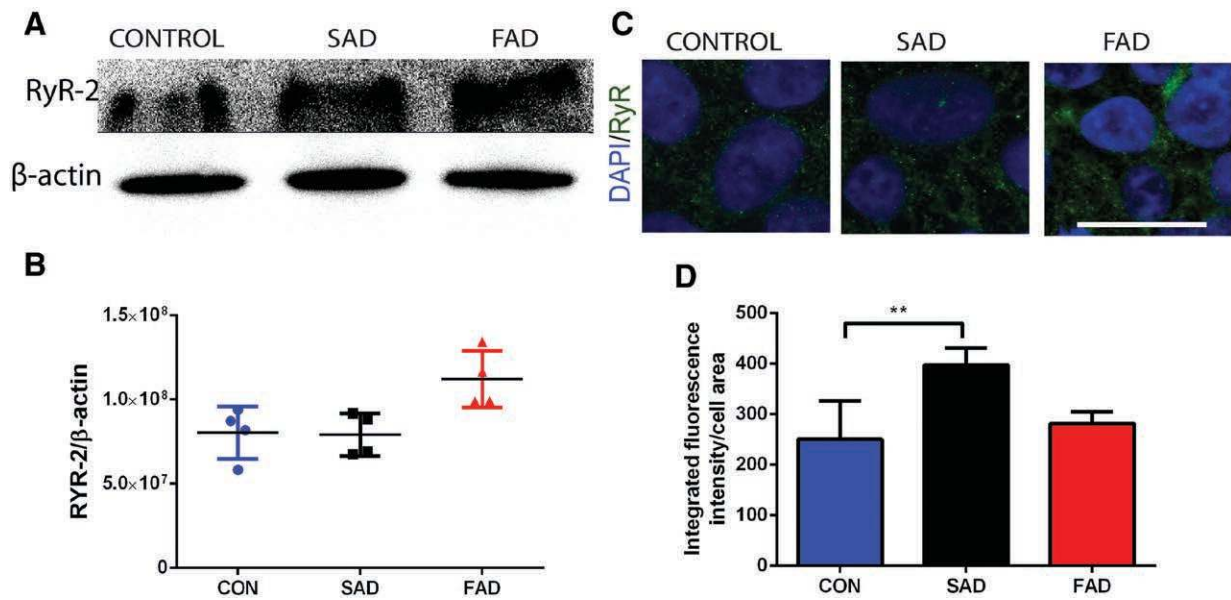 A
CONTROL SAD FAD
RyR-2
β-actin
B
1.5×10⁸
1.0×10⁸
5.0×10⁷
0
RYR-2/β-actin
CON SAD FAD
C
CONTROL SAD FAD
DAPI/RyR
D
500
400
300
200
100
0
Integrated fluorescence
intensity/cell area
**
CON SAD FAD